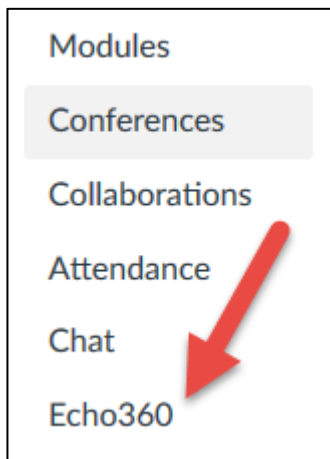 Modules
Conferences
Collaborations
Attendance
Chat
Echo360